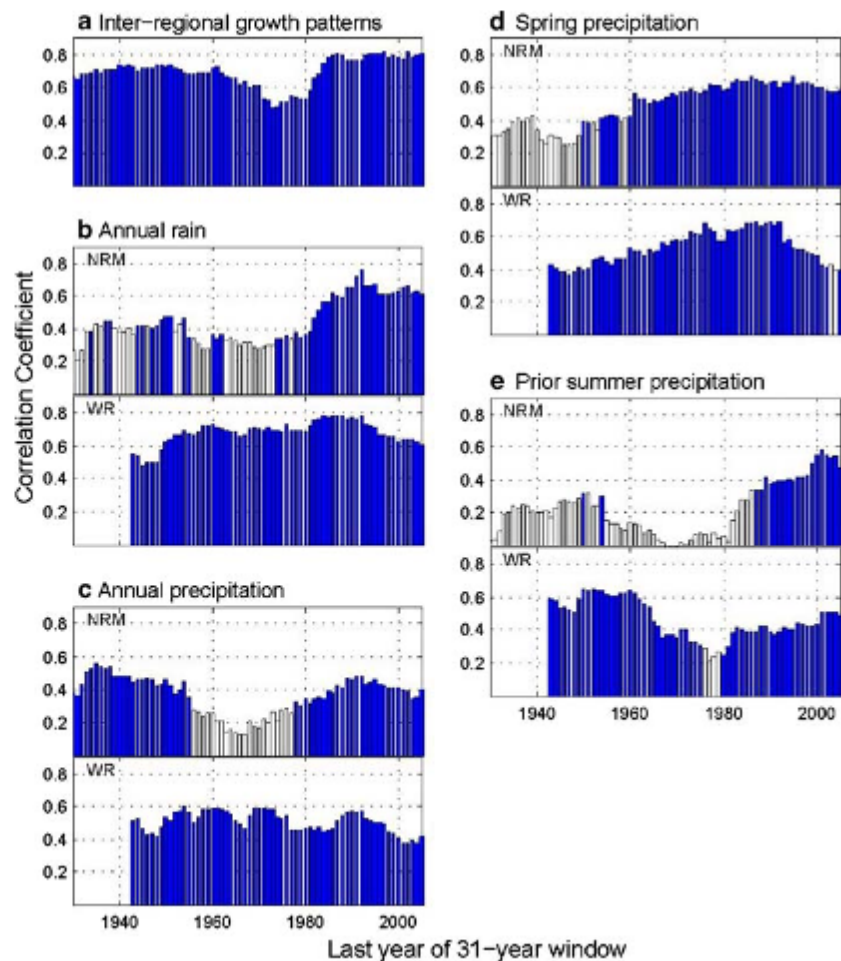 a Inter-regional growth patterns
0.8
0.6
0.4
0.2
b Annual rain
NRM
0.8
0.6
0.4
0.2
WR
0.8
0.6
0.4
0.2
c Annual precipitation
NRM
0.8
0.6
0.4
0.2
WR
0.8
0.6
0.4
0.2
1940 1960 1980 2000
Correlation Coefficient
d Spring precipitation
NRM
0.8
0.6
0.4
0.2
WR
0.8
0.6
0.4
0.2
e Prior summer precipitation
NRM
0.8
0.6
0.4
0.2
WR
0.8
0.6
0.4
0.2
1940 1960 1980 2000
Last year of 31-year window